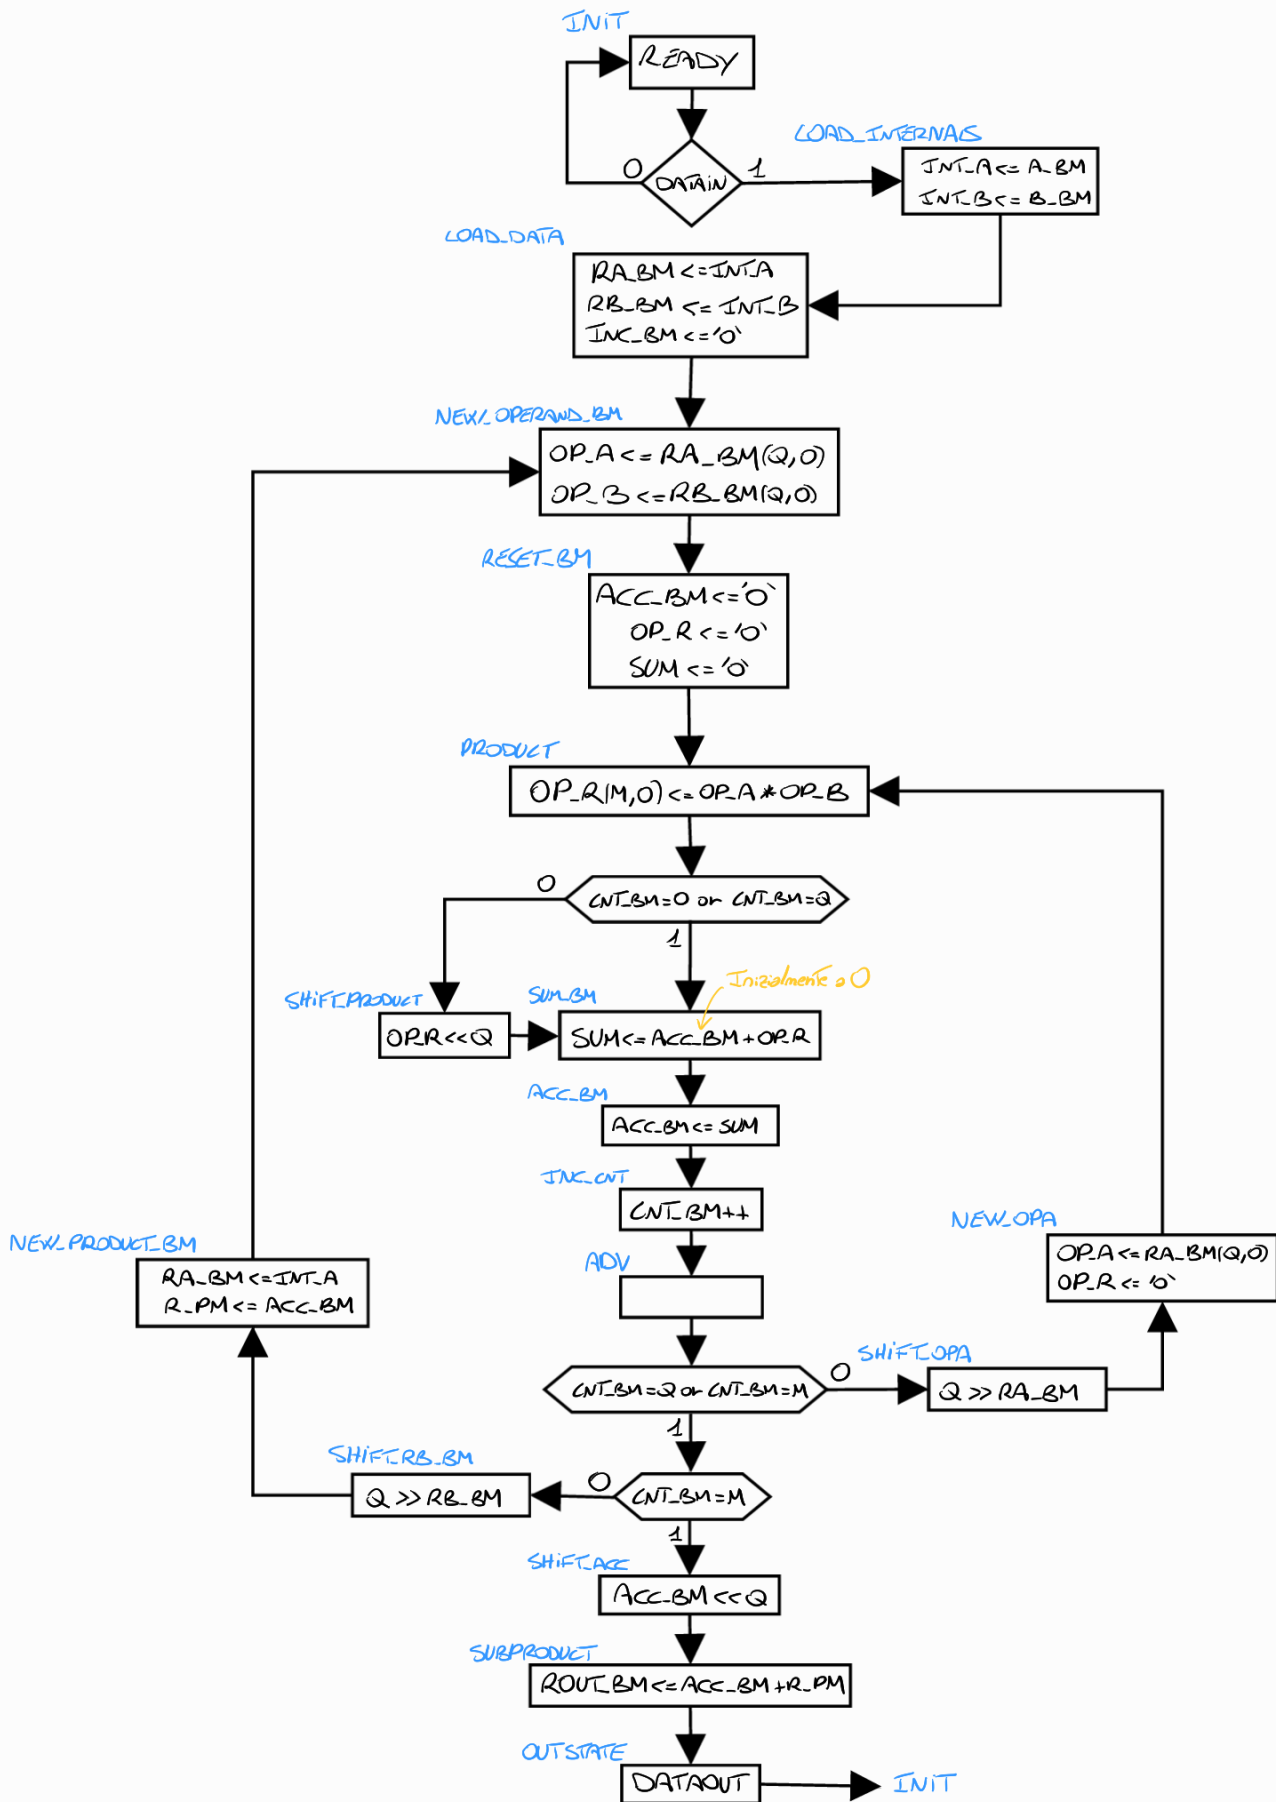 INIT
READY
DATAIN
0
1
LOAD_INTERNALS
INT_A<=A_BM
INT_B<=B_BM
LOAD_DATA
RA_BM<=INT_A
RB_BM<=INT_B
INC_BM<='0'
NEW_OPERAND_BM
OP_A<=RA_BM(Q,0)
OP_B<=RB_BM(Q,0)
RESET_BM
ACC_BM<='0'
OP_R<='0'
SUM<='0'
PRODUCT
OP_R(M,0)<=OP_A*OP_B
0
CNT_BM=0 or CNT_BM=Q
1
Inizialmente a 0
SHIFT_PRODUCT
OP_R<<Q
SUM_BM
SUM<=ACC_BM+OP_R
ACC_BM
ACC_BM<=SUM
INC_CNT
CNT_BM++
NEW_PRODUCT_BM
RA_BM<=INT_A
R_PM<=ACC_BM
ADV
NEW_OPA
OP_A<=RA_BM(Q,0)
OP_R<='0'
CNT_BM=Q or CNT_BM=M
0
1
SHIFT_OPA
Q>>RA_BM
SHIFT_RB_BM
Q>>RB_BM
0
CNT_BM=M
1
SHIFT_ACC
ACC_BM<<Q
SUBPRODUCT
ROUT_BM<=ACC_BM+R_PM
OUTSTATE
DATAOUT
INIT